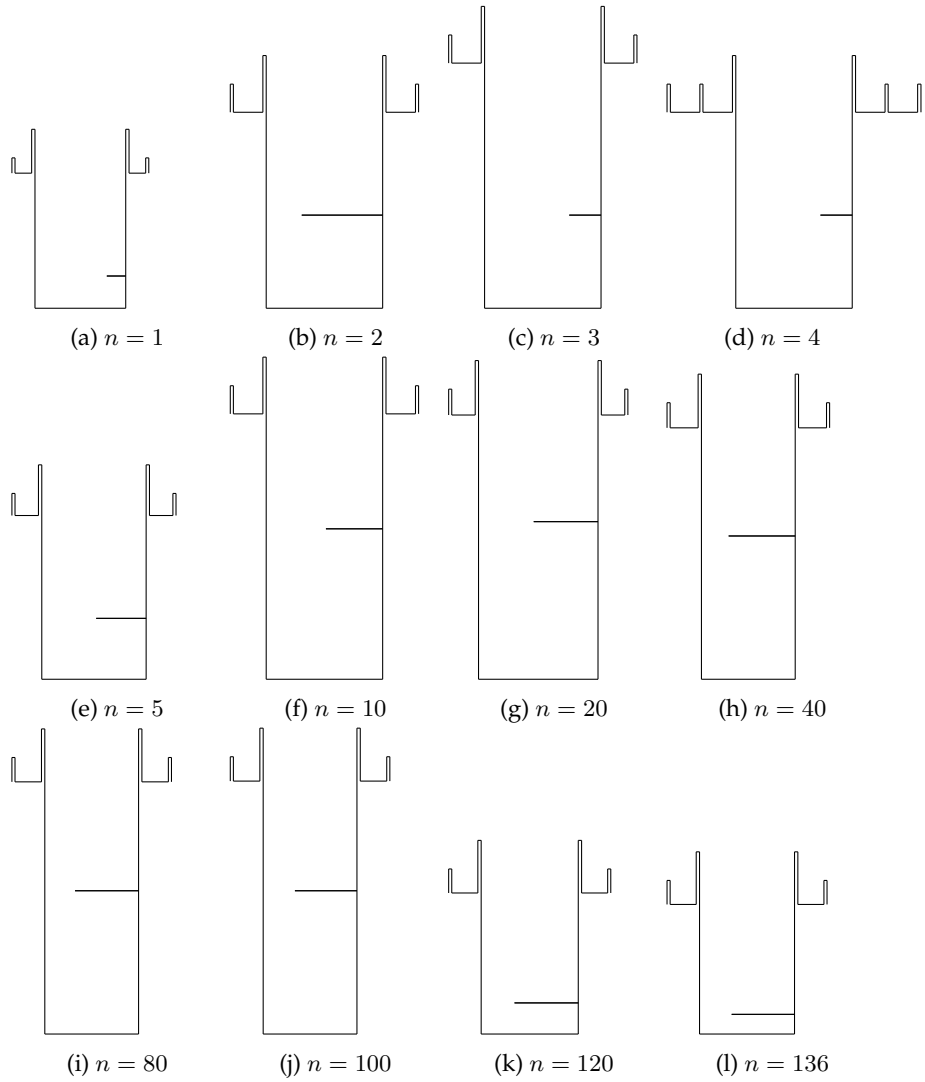 (a) n = 1 (b) n = 2 (c) n = 3 (d) n = 4
(e) n = 5 (f) n = 10 (g) n = 20 (h) n = 40
(i) n = 80 (j) n = 100 (k) n = 120 (l) n = 136